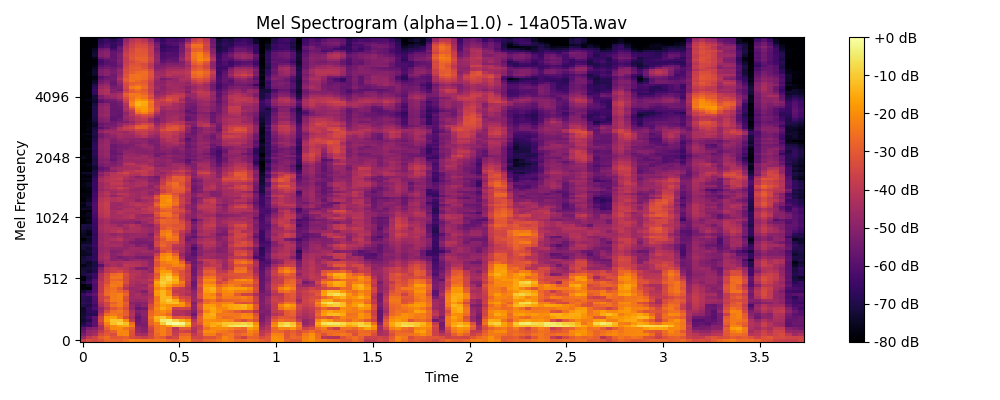 Mel Spectrogram (alpha=1.0) - 14a05Ta.wav
Mel Frequency
4096
2048
1024
512
0
0
0.5
1
1.5
2
2.5
3
3.5
Time
+0 dB
-10 dB
-20 dB
-30 dB
-40 dB
-50 dB
-60 dB
-70 dB
-80 dB